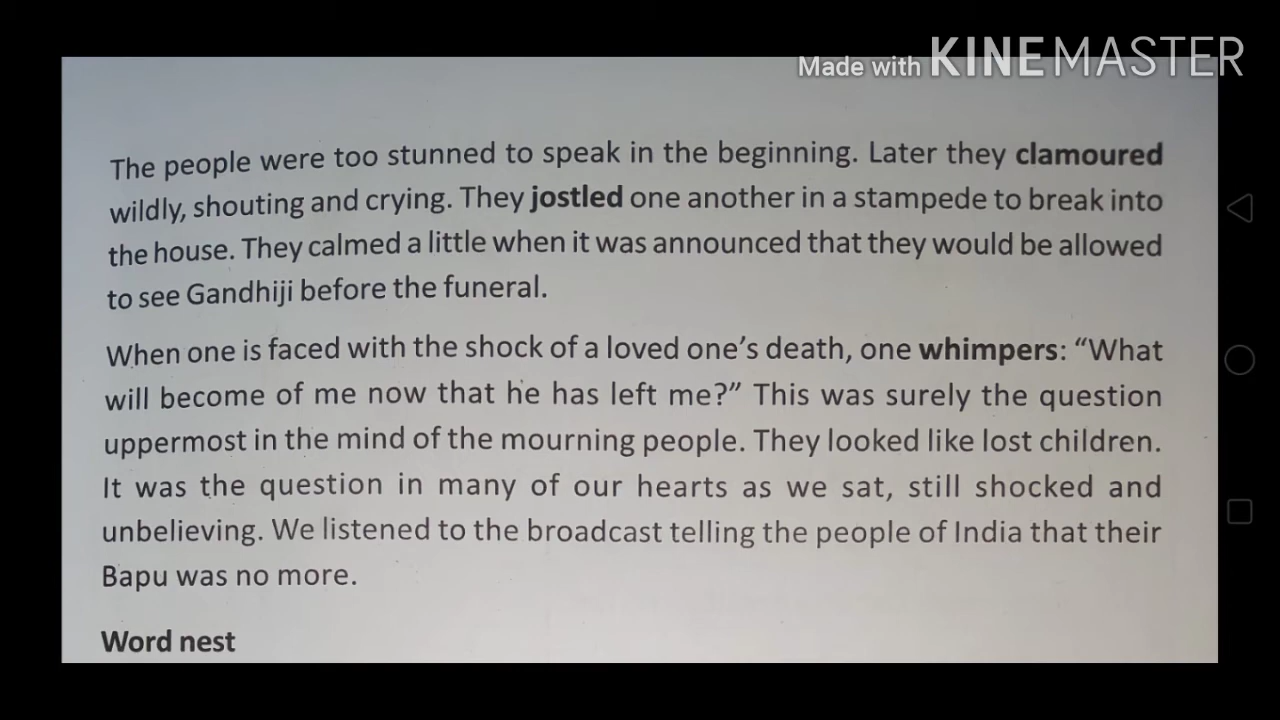 Made with KINEMASTER
The people were too stunned to speak in the beginning. Later they clamoured
wildly, shouting and crying. They jostled one another in a stampede to break into
the house. They calmed a little when it was announced that they would be allowed
to see Gandhiji before the funeral.
When one is faced with the shock of a loved one's death, one whimpers: “What
will become of me now that he has left me?” This was surely the question
uppermost in the mind of the mourning people. They looked like lost children.
It was the question in many of our hearts as we sat, still shocked and
unbelieving. We listened to the broadcast telling the people of India that their
Bapu was no more.
Word nest